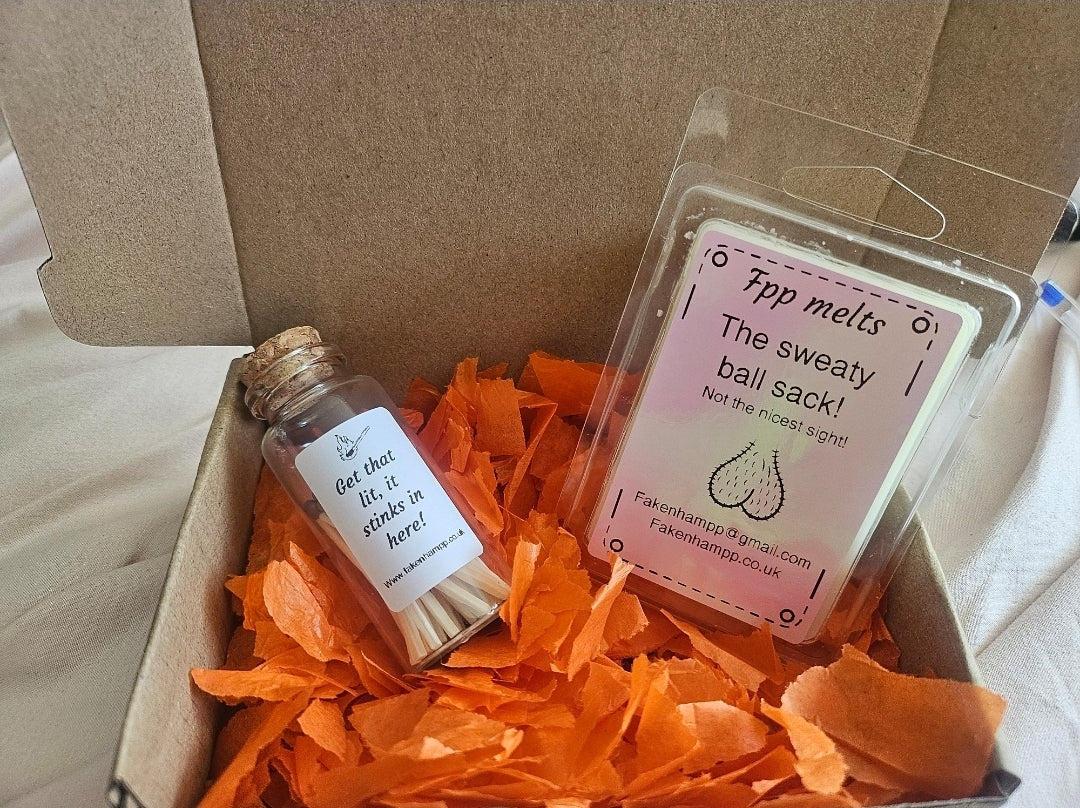 Get that
lit, it
stinks in
here!
Www.fakenhampp.co.uk
Fpp melts
The sweaty
ball sack!
Not the nicest sight!
Fakenhampp@gmail.com
Fakenhampp.co.uk